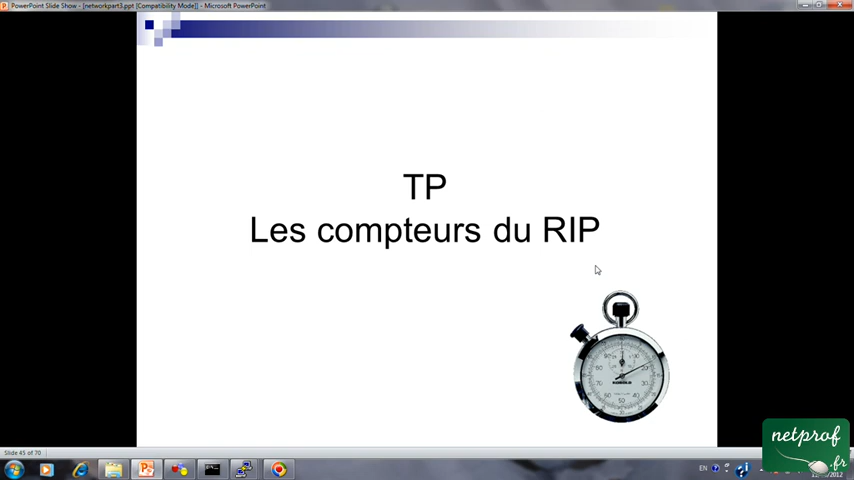 PowerPoint Slide Show - [networkpart3.ppt [Compatibility Mode]] - Microsoft PowerPoint
TP
Les compteurs du RIP
Slide 45 of 70
EN
netprof
.fr